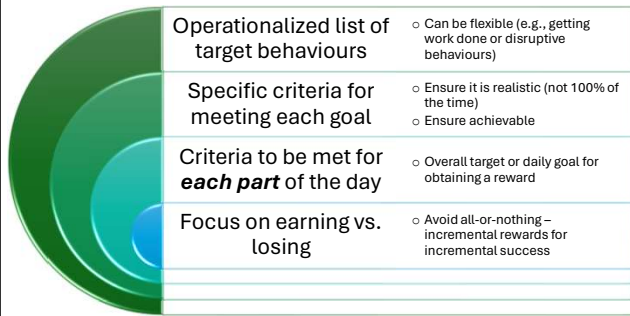 Operationalized list of
target behaviours
○ Can be flexible (e.g., getting
work done or disruptive
behaviours)
Specific criteria for
meeting each goal
○ Ensure it is realistic (not 100% of
the time)
○ Ensure achievable
Criteria to be met for
each part of the day
○ Overall target or daily goal for
obtaining a reward
Focus on earning vs.
losing
○ Avoid all-or-nothing –
incremental rewards for
incremental success